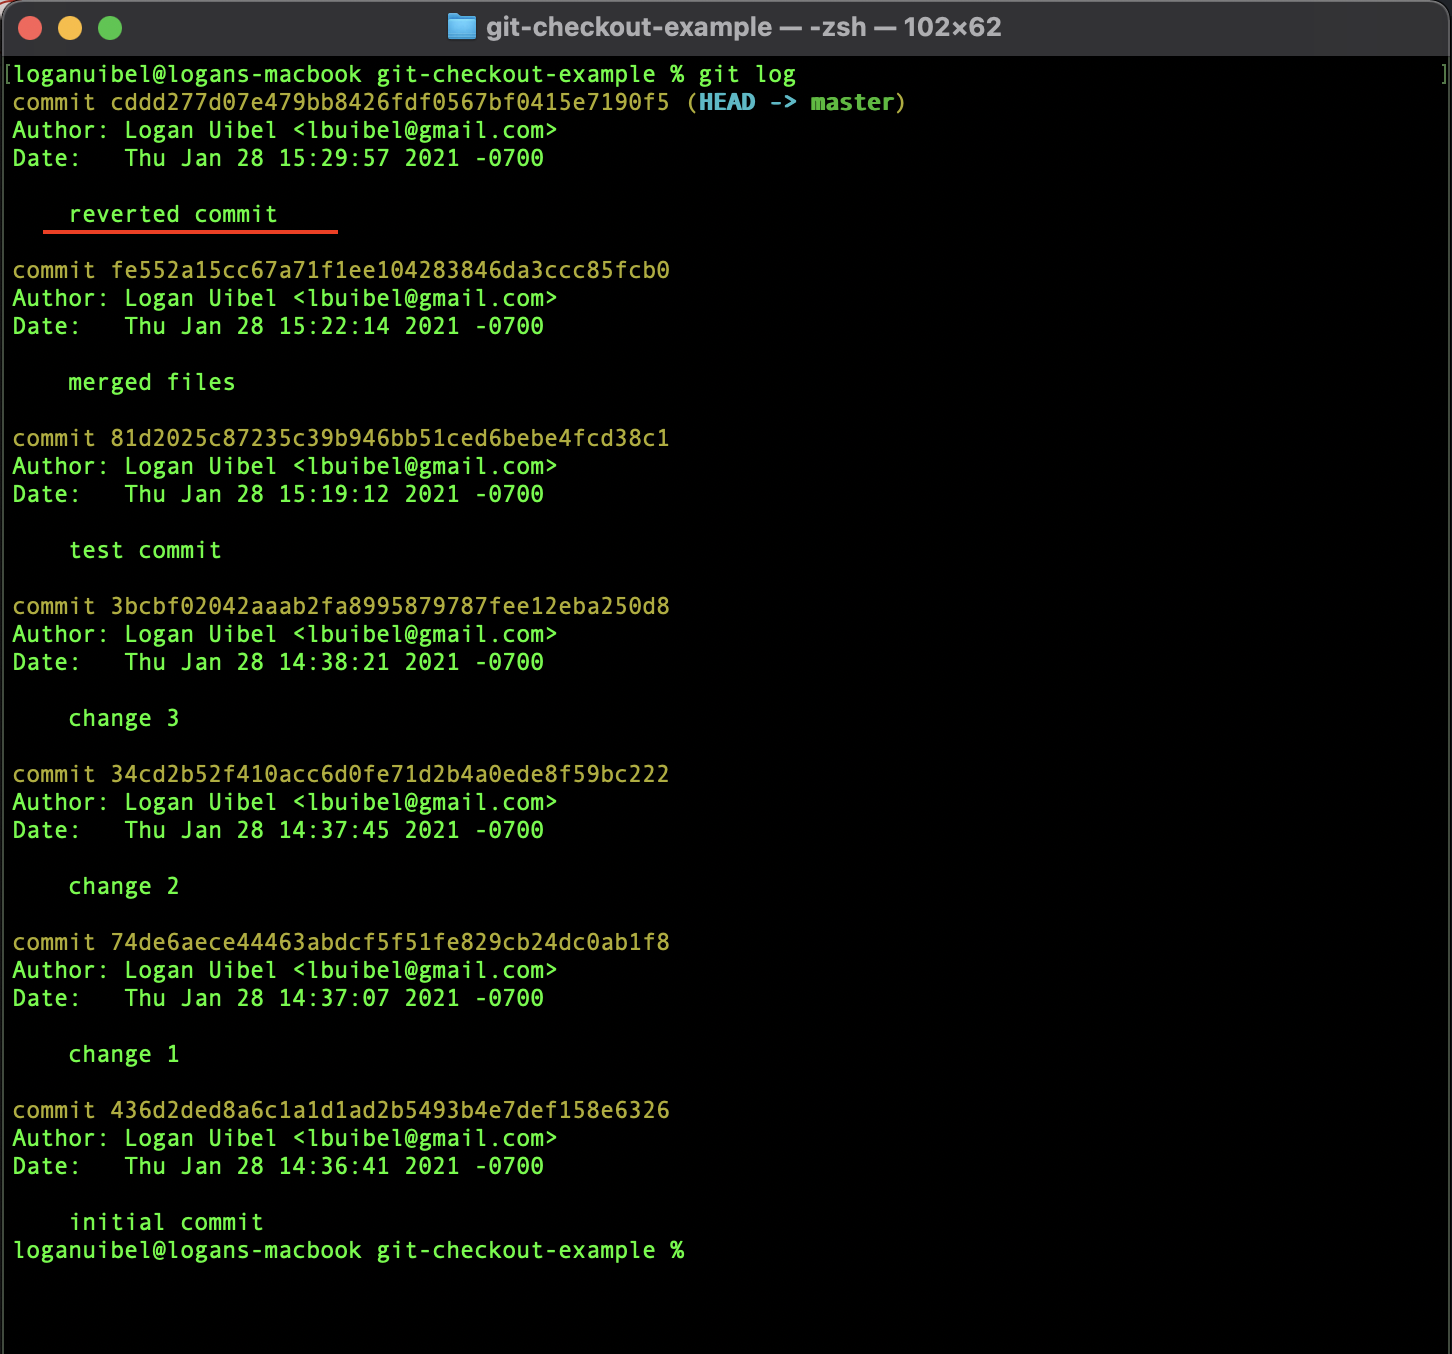 git-checkout-example — -zsh — 102×62
[loganuibel@logans-macbook git-checkout-example % git log ]
commit cddd277d07e479bb8426fdf0567bf0415e7190f5 (HEAD -> master)
Author: Logan Uibel <lbuibel@gmail.com>
Date:   Thu Jan 28 15:29:57 2021 -0700
reverted commit
commit fe552a15cc67a71f1ee104283846da3ccc85fcb0
Author: Logan Uibel <lbuibel@gmail.com>
Date:   Thu Jan 28 15:22:14 2021 -0700
merged files
commit 81d2025c87235c39b946bb51ced6bebe4fcd38c1
Author: Logan Uibel <lbuibel@gmail.com>
Date:   Thu Jan 28 15:19:12 2021 -0700
test commit
commit 3bcbf02042aaab2fa8995879787fee12eba250d8
Author: Logan Uibel <lbuibel@gmail.com>
Date:   Thu Jan 28 14:38:21 2021 -0700
change 3
commit 34cd2b52f410acc6d0fe71d2b4a0ede8f59bc222
Author: Logan Uibel <lbuibel@gmail.com>
Date:   Thu Jan 28 14:37:45 2021 -0700
change 2
commit 74de6aece44463abdcf5f51fe829cb24dc0ab1f8
Author: Logan Uibel <lbuibel@gmail.com>
Date:   Thu Jan 28 14:37:07 2021 -0700
change 1
commit 436d2ded8a6c1a1d1ad2b5493b4e7def158e6326
Author: Logan Uibel <lbuibel@gmail.com>
Date:   Thu Jan 28 14:36:41 2021 -0700
initial commit
loganuibel@logans-macbook git-checkout-example %